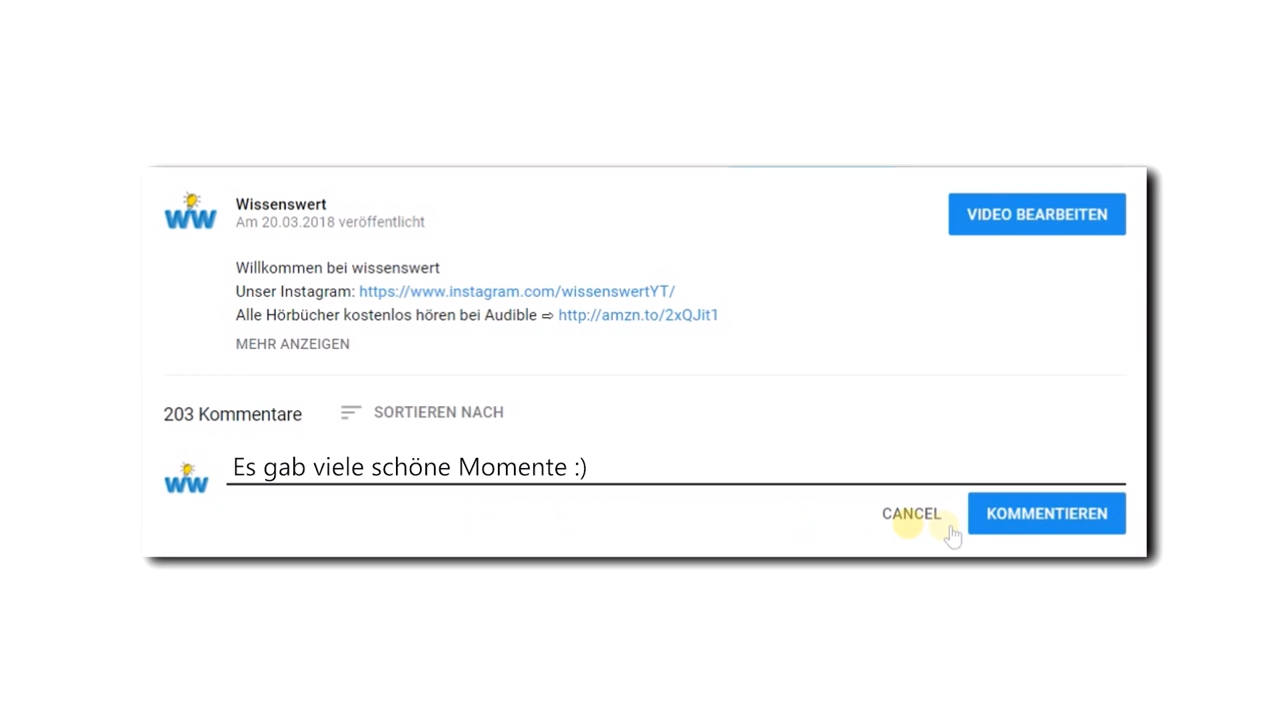 WW Wissenswert
Am 20.03.2018 veröffentlicht
VIDEO BEARBEITEN
Willkommen bei wissenswert
Unser Instagram: https://www.instagram.com/wissenswertYT/
Alle Hörbücher kostenlos hören bei Audible ⇨ http://amzn.to/2xQJit1
MEHR ANZEIGEN
203 Kommentare SORTIEREN NACH
WW Es gab viele schöne Momente :)
CANCEL KOMMENTIEREN